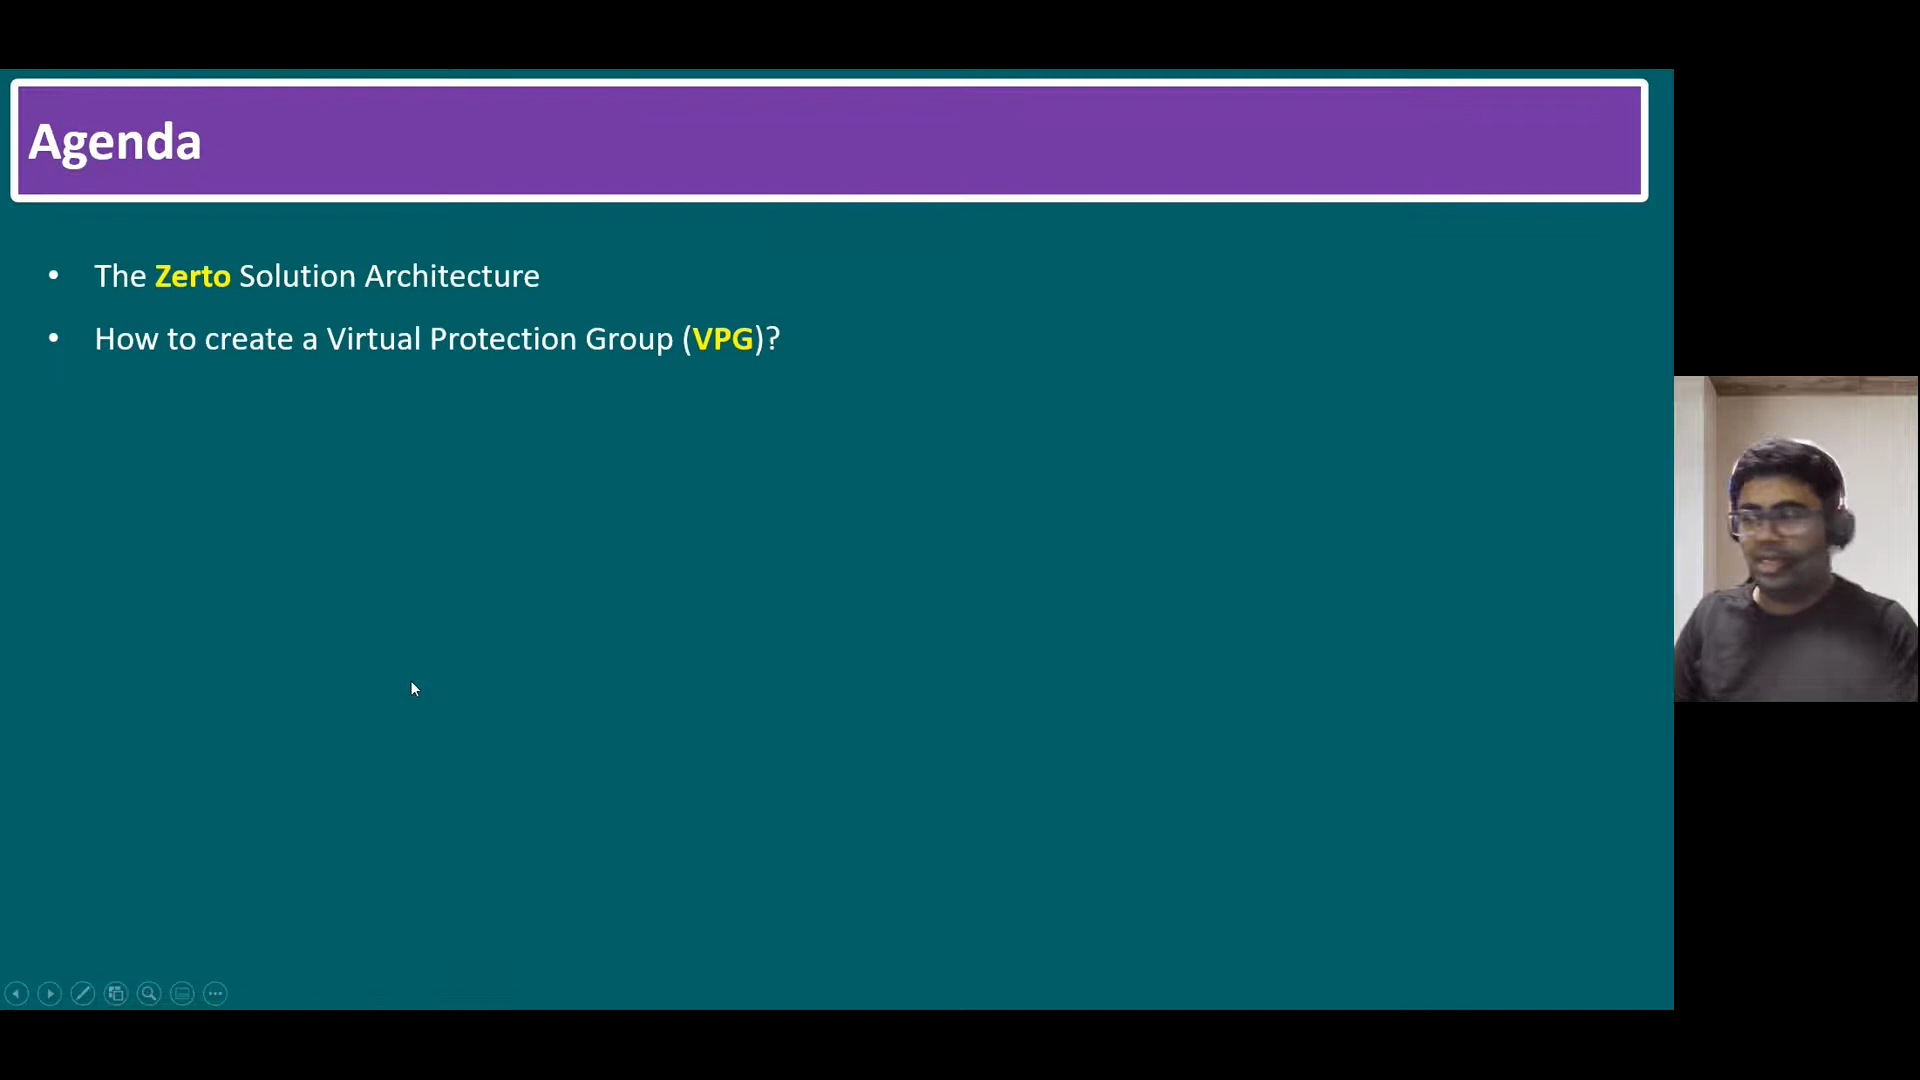 Agenda
• The Zerto Solution Architecture
• How to create a Virtual Protection Group (VPG)?